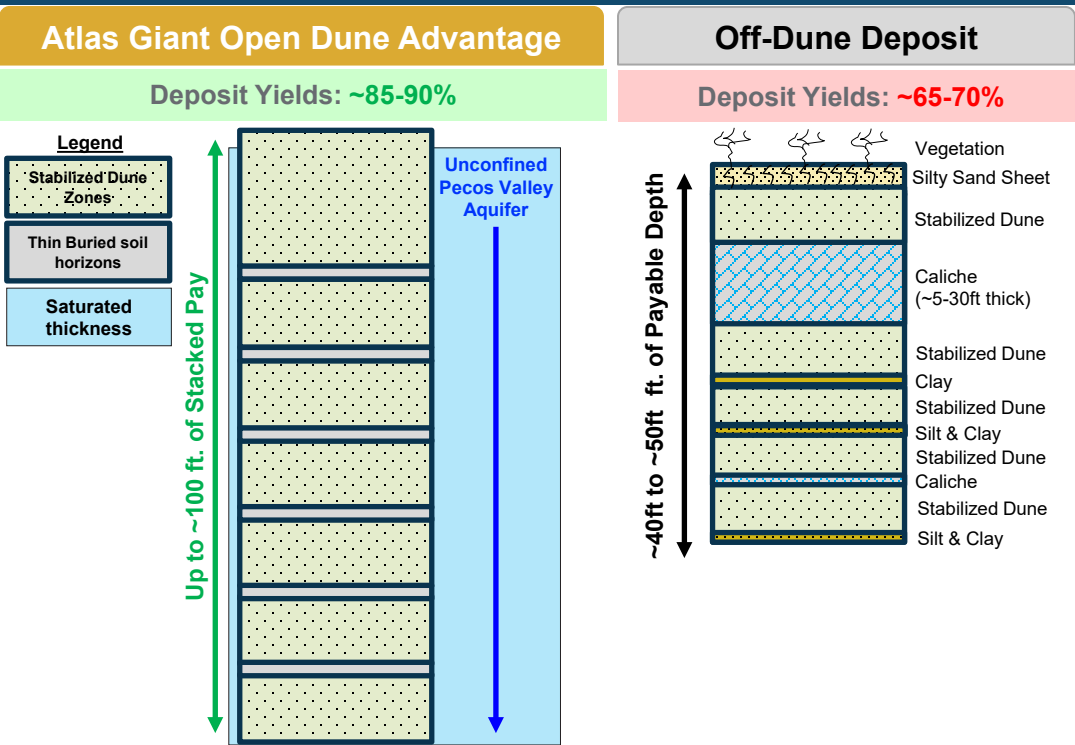 Atlas Giant Open Dune Advantage
Deposit Yields: ~85-90%
Legend
Stabilized Dune
Zones
Thin Buried soil
horizons
Saturated
thickness
Up to ~100 ft. of Stacked Pay
Unconfined
Pecos Valley
Aquifer
Off-Dune Deposit
Deposit Yields: ~65-70%
~40ft to ~50ft ft. of Payable Depth
Vegetation
Silty Sand Sheet
Stabilized Dune
Caliche
(~5-30ft thick)
Stabilized Dune
Clay
Stabilized Dune
Silt & Clay
Stabilized Dune
Caliche
Stabilized Dune
Silt & Clay